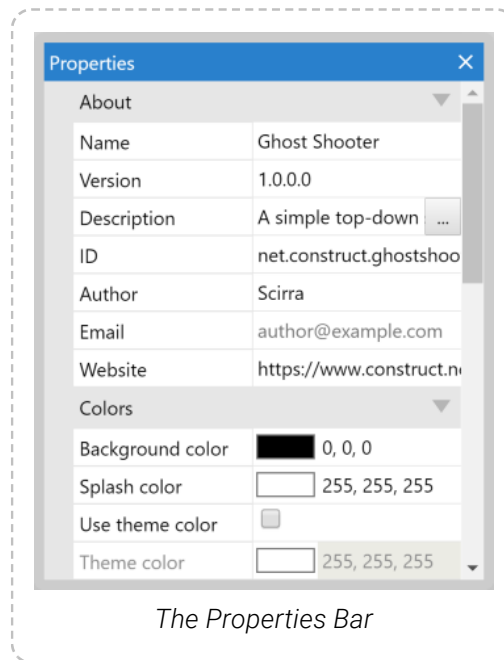 Properties
About
Name Ghost Shooter
Version 1.0.0.0
Description A simple top-down ...
ID net.construct.ghostshoo
Author Scirra
Email author@example.com
Website https://www.construct.n
Colors
Background color 0, 0, 0
Splash color 255, 255, 255
Use theme color
Theme color 255, 255, 255
The Properties Bar